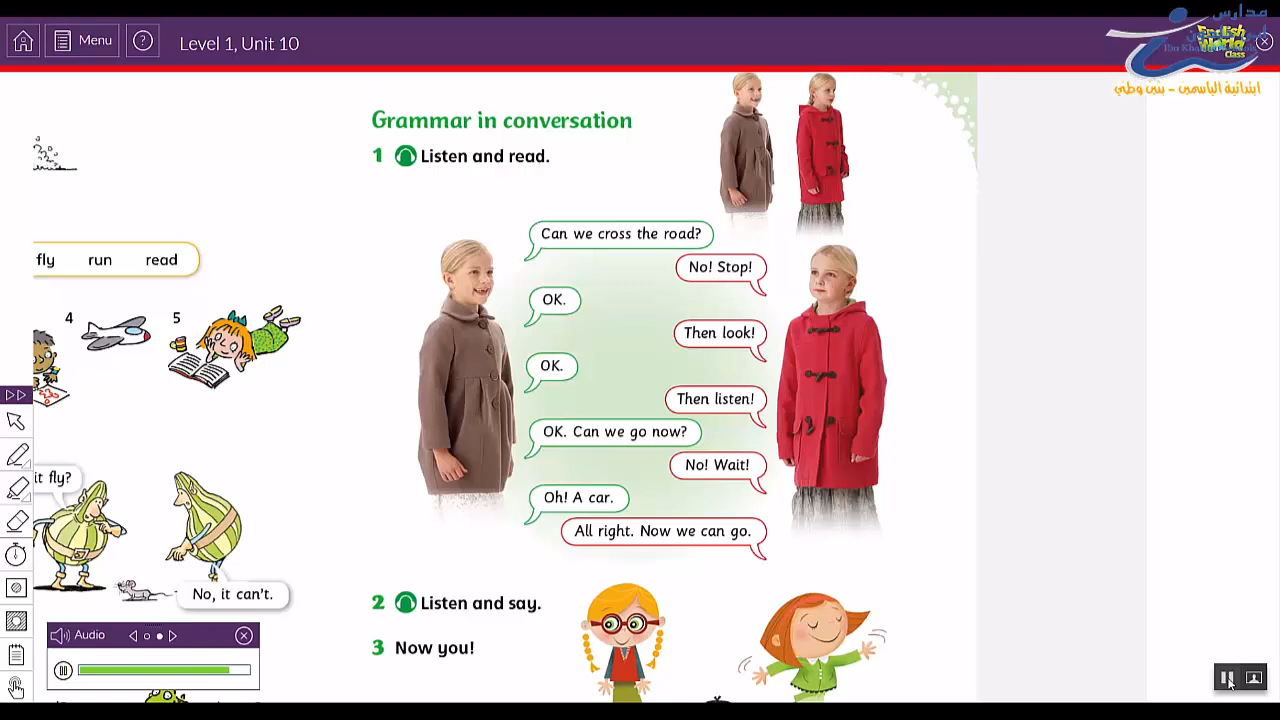 Menu
?
Level 1, Unit 10
مدارس
English
World
Class
ابتدائية الياسمين - بنين وطني
Grammar in conversation
1 Listen and read.
Can we cross the road?
No! Stop!
OK.
Then look!
OK.
Then listen!
OK. Can we go now?
No! Wait!
Oh! A car.
All right. Now we can go.
2 Listen and say.
3 Now you!
fly run read
4 5
it fly?
No, it can't.
Audio